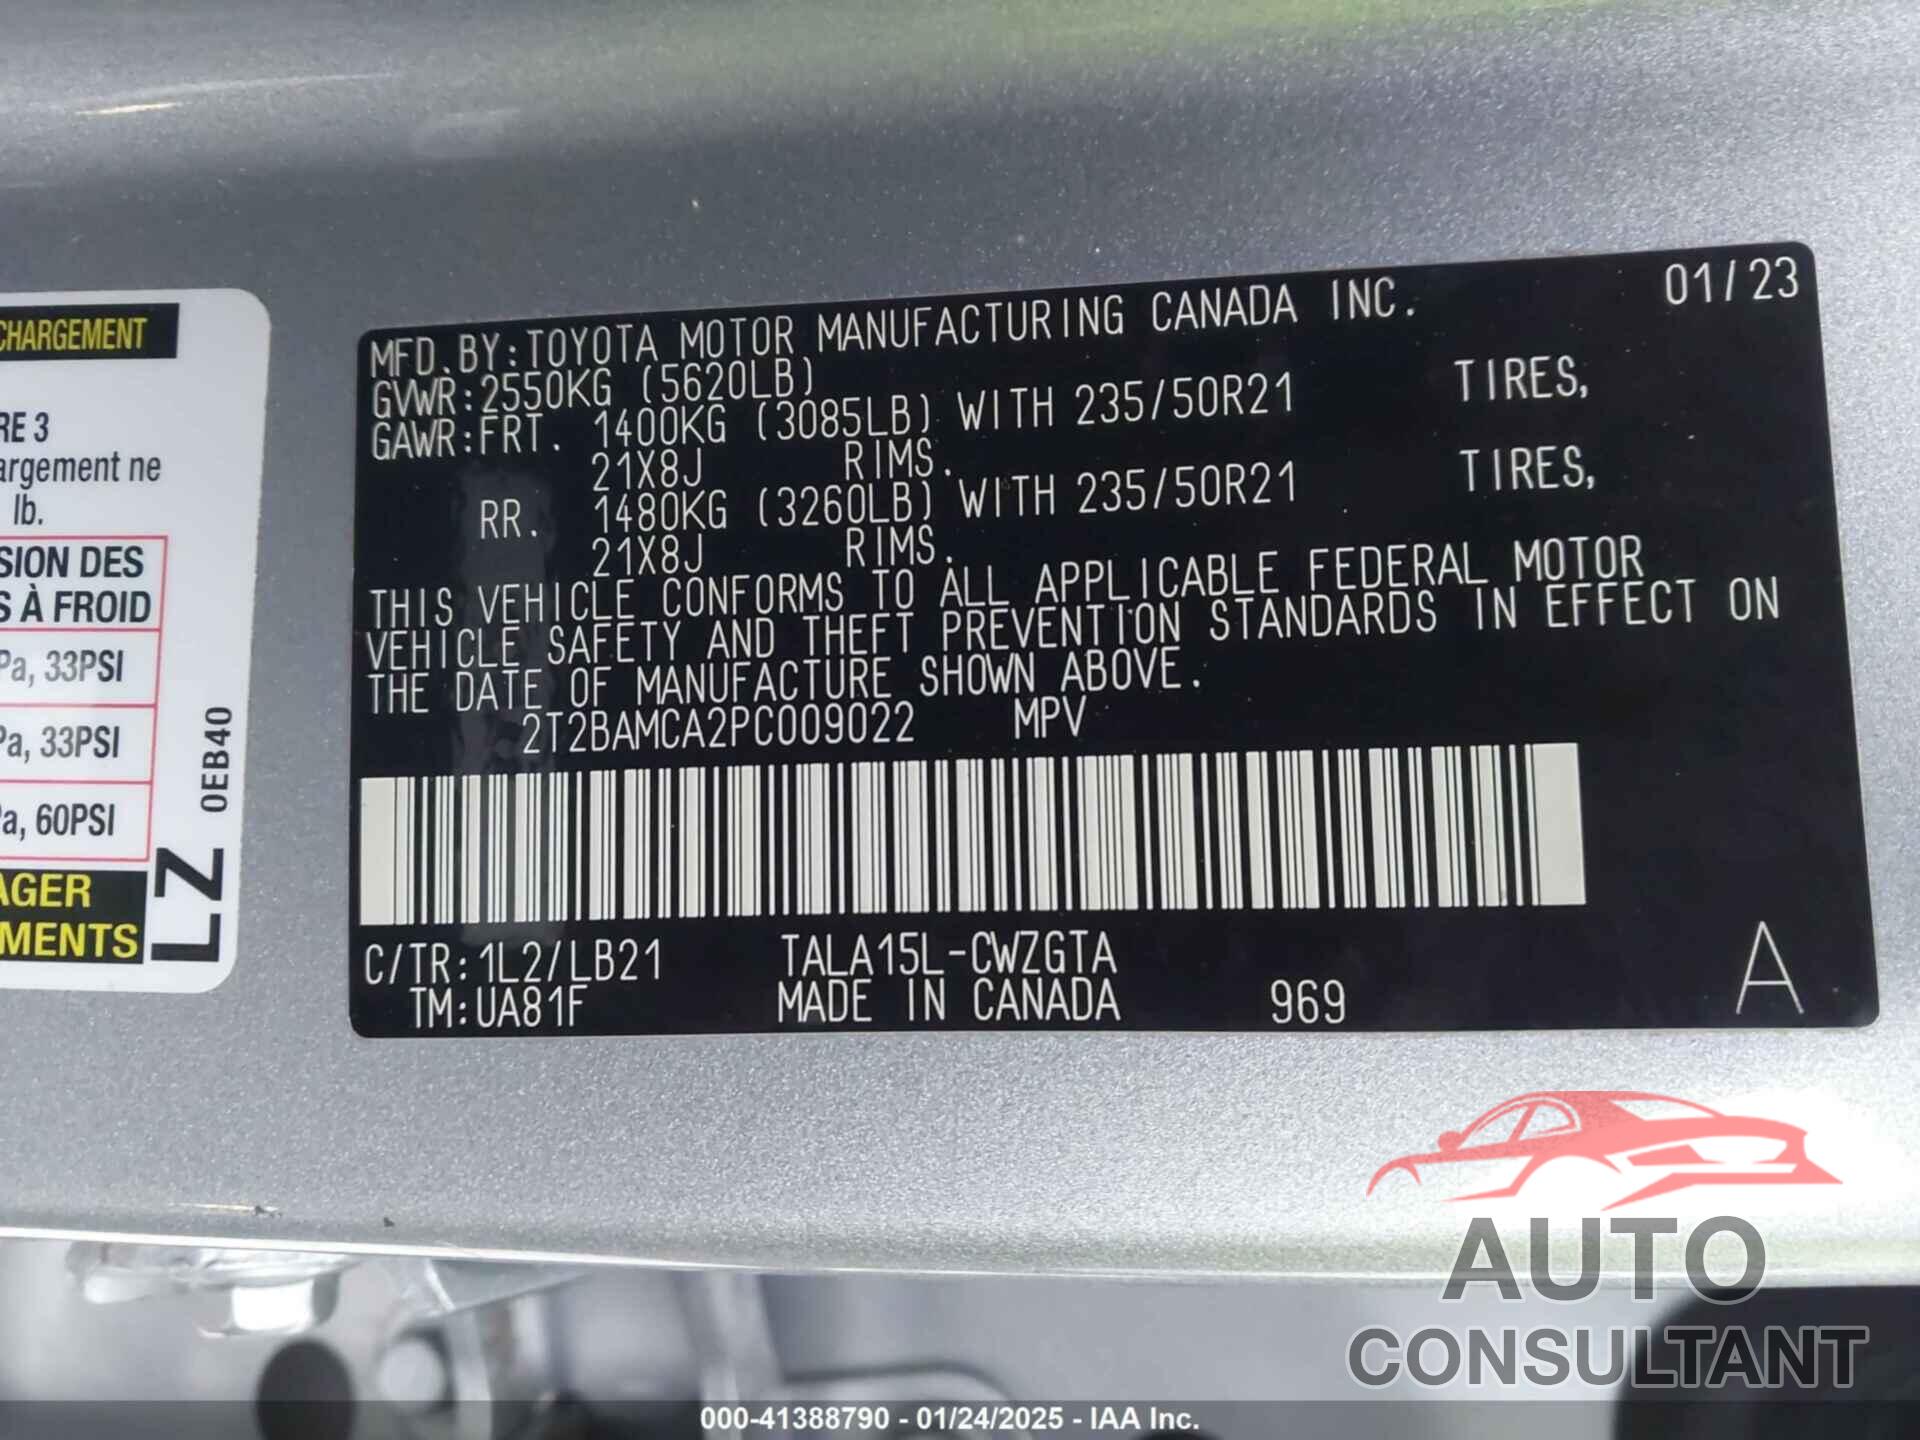 CHARGEMENT
RE 3
argement ne
lb.
SION DES
S À FROID
Pa, 33PSI
Pa, 33PSI
Pa, 60PSI
AGER
MENTS
LZ 0EB40
MFD.BY:TOYOTA MOTOR MANUFACTURING CANADA INC. 01/23
GVWR:2550KG (5620LB)
GAWR:FRT. 1400KG (3085LB) WITH 235/50R21 TIRES,
21X8J RIMS.
RR. 1480KG (3260LB) WITH 235/50R21 TIRES,
21X8J RIMS.
THIS VEHICLE CONFORMS TO ALL APPLICABLE FEDERAL MOTOR
VEHICLE SAFETY AND THEFT PREVENTION STANDARDS IN EFFECT ON
THE DATE OF MANUFACTURE SHOWN ABOVE.
2T2BAMCA2PC009022 MPV
C/TR:1L2/LB21 TALA15L-CWZGTA
TM:UA81F MADE IN CANADA 969 A
AUTO
CONSULTANT
000-41388790 - 01/24/2025 - IAA Inc.